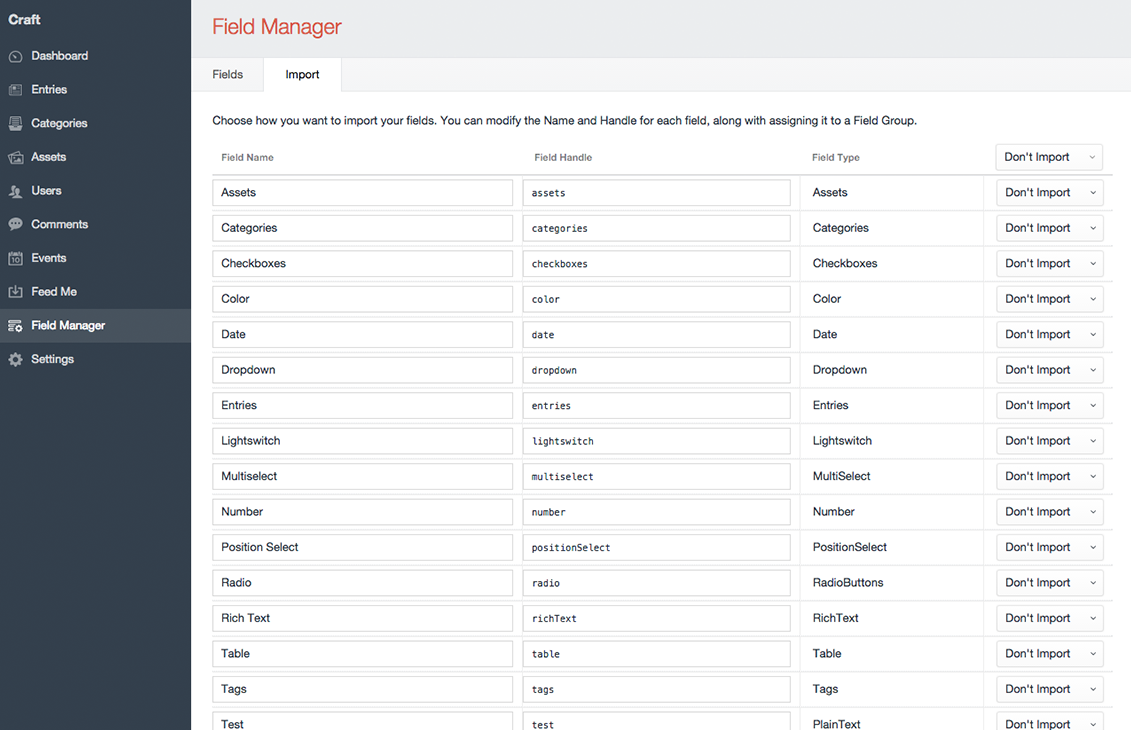 Craft
Dashboard
Entries
Categories
Assets
Users
Comments
10
Events
Feed Me
Field Manager
Settings
Field Manager
Fields Import
Choose how you want to import your fields. You can modify the Name and Handle for each field, along with assigning it to a Field Group.
Field Name Field Handle Field Type Don't Import
Assets assets Assets Don't Import
Categories categories Categories Don't Import
Checkboxes checkboxes Checkboxes Don't Import
Color color Color Don't Import
Date date Date Don't Import
Dropdown dropdown Dropdown Don't Import
Entries entries Entries Don't Import
Lightswitch lightswitch Lightswitch Don't Import
Multiselect multiselect MultiSelect Don't Import
Number number Number Don't Import
Position Select positionSelect PositionSelect Don't Import
Radio radio RadioButtons Don't Import
Rich Text richText RichText Don't Import
Table table Table Don't Import
Tags tags Tags Don't Import
Test test PlainText Don't Import